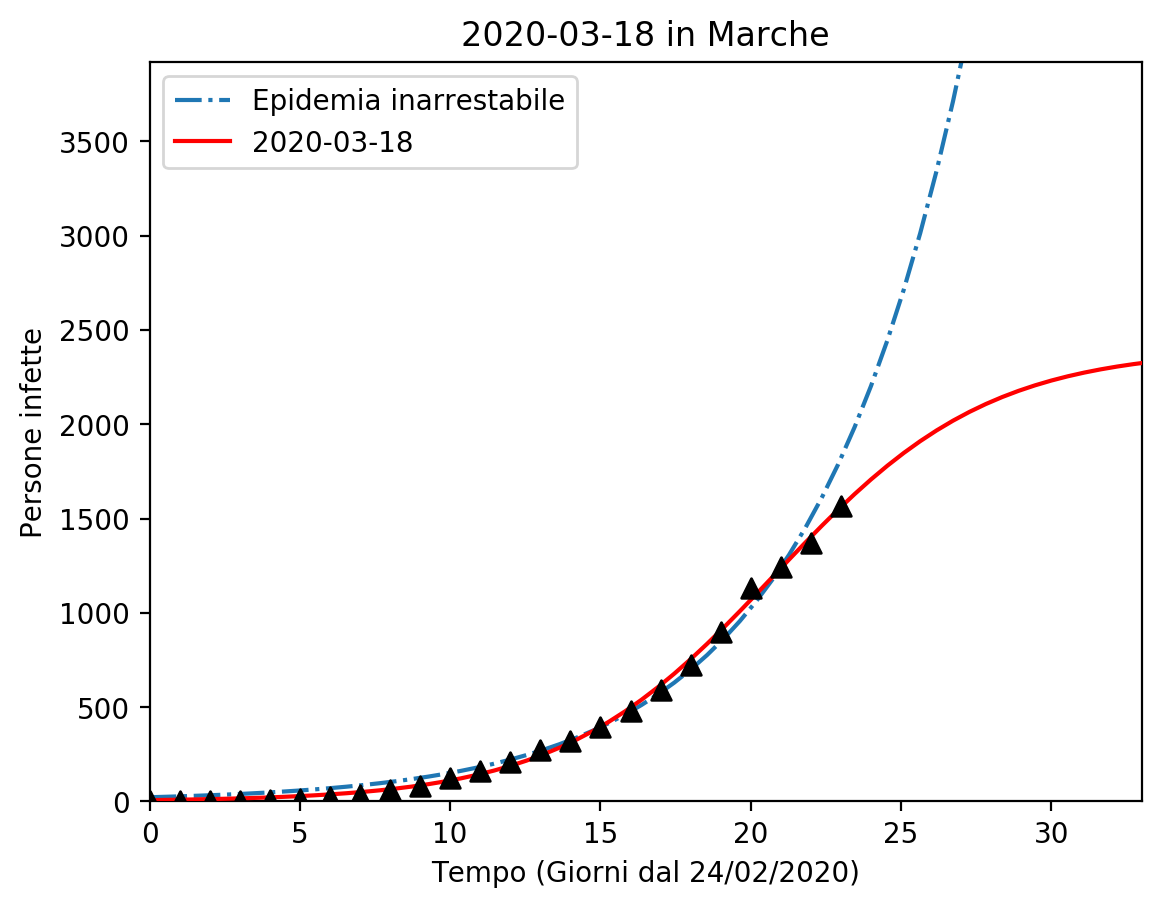 2020-03-18 in Marche
Epidemia inarrestabile
2020-03-18
3500
3000
2500
2000
1500
1000
500
0
Persone infette
0 5 10 15 20 25 30
Tempo (Giorni dal 24/02/2020)